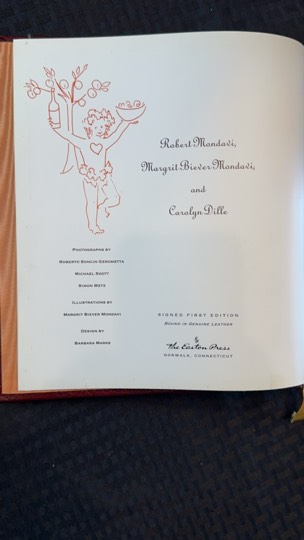 Robert Mondavi,
Margrit Biever Mondavi,
and
Carolyn Dille
Photographs by
Roberto Soncin Gerometta
Michael Scott
Simon Metz
Illustrations by
Margrit Biever Mondavi
Design by
Barbara Marks
SIGNED FIRST EDITION
Bound in Genuine Leather
The Easton Press
NORWALK, CONNECTICUT